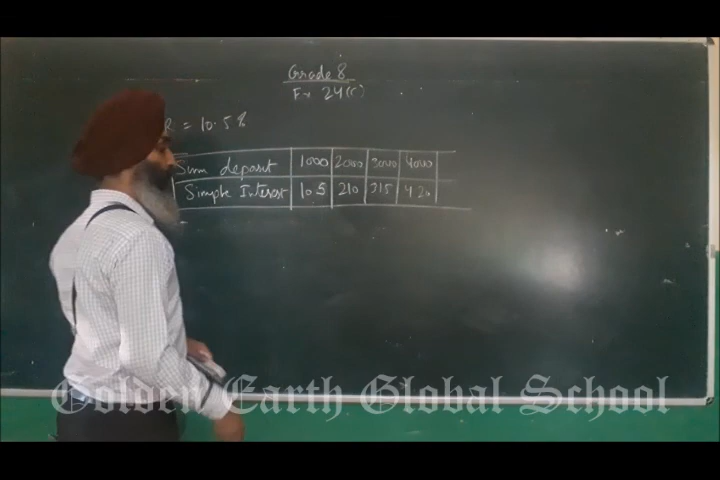 Grade 8
Ex 24(c)
R = 10.5%
Sum deposit 1000 2000 3000 4000
Simple Interest 105 210 315 420
Golden Earth Global School